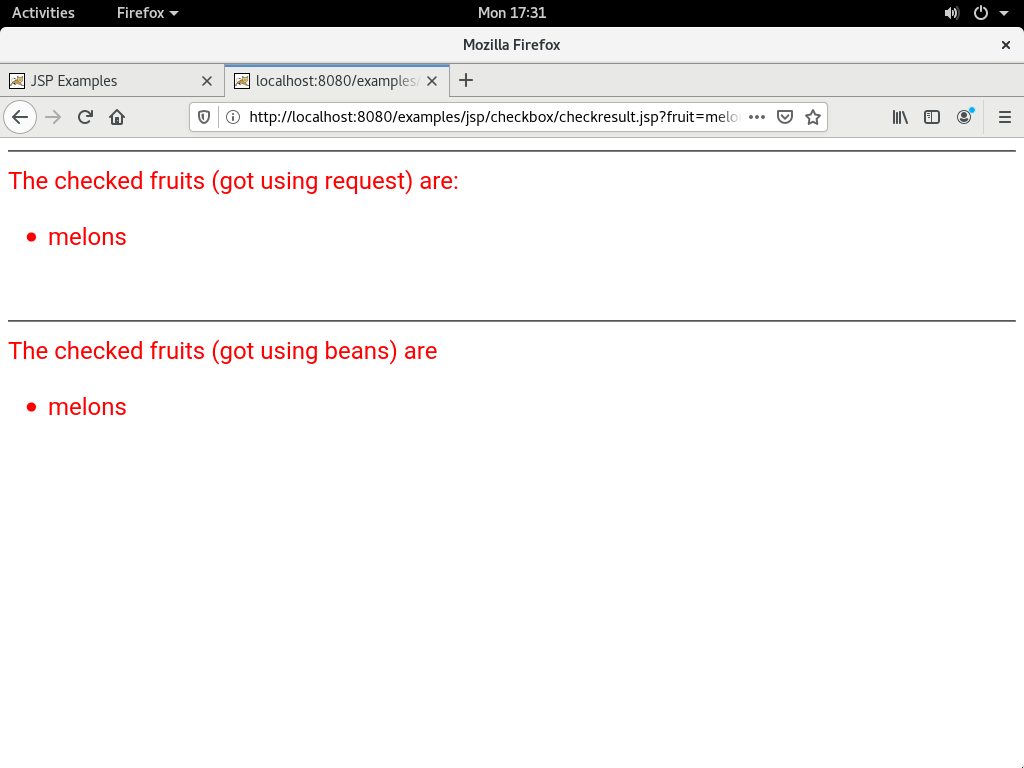 Activities Firefox Mon 17:31
Mozilla Firefox
JSP Examples localhost:8080/examples/
http://localhost:8080/examples/jsp/checkbox/checkresult.jsp?fruit=melo
The checked fruits (got using request) are:
melons
The checked fruits (got using beans) are
melons